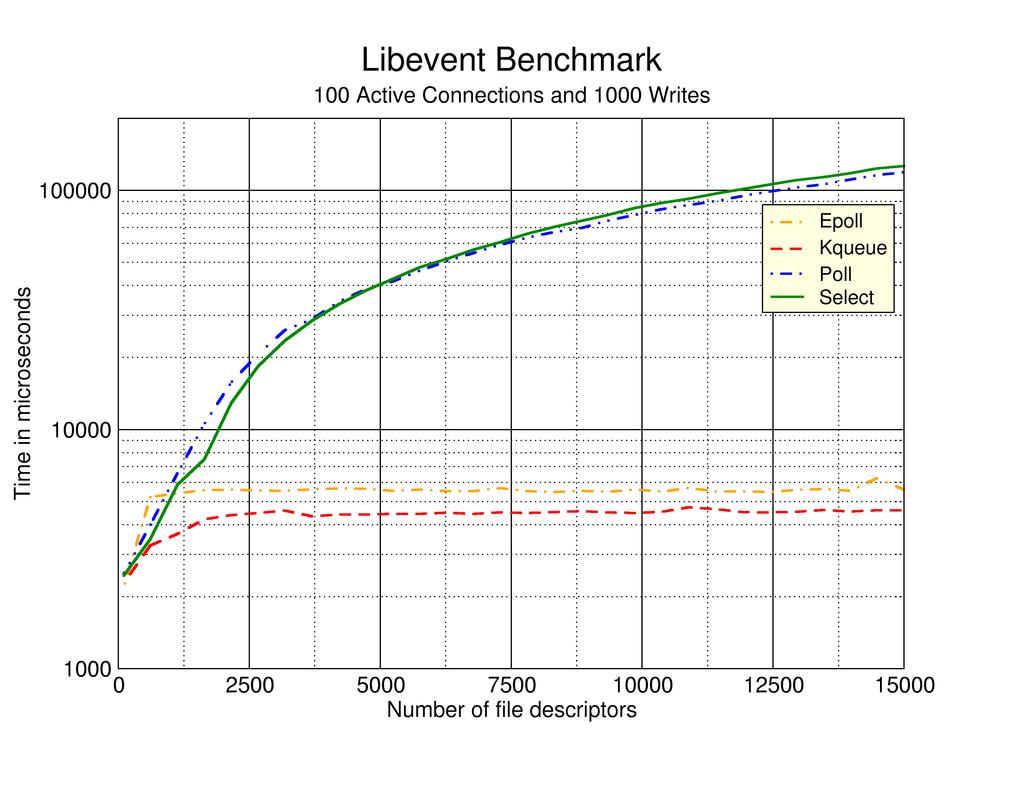 Libevent Benchmark
100 Active Connections and 1000 Writes
100000
10000
1000
Time in microseconds
Epoll
Kqueue
Poll
Select
0 2500 5000 7500 10000 12500 15000
Number of file descriptors